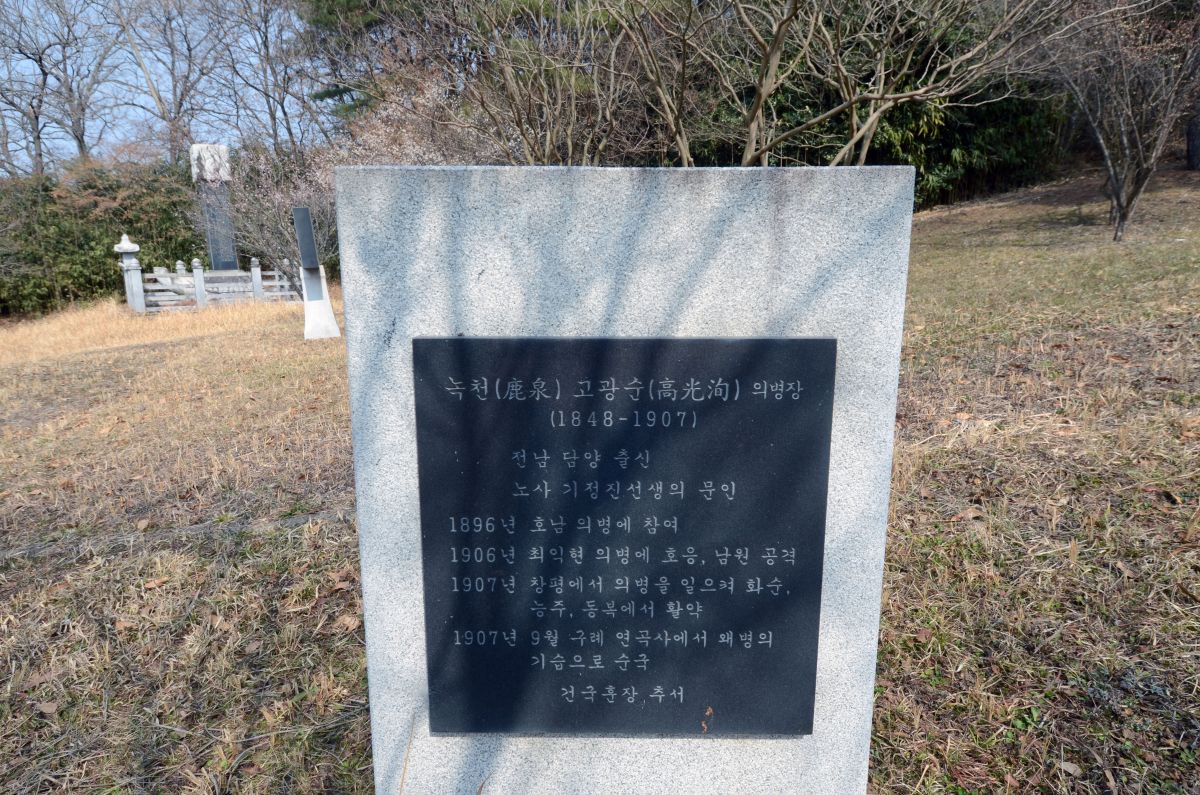 녹천(鹿泉) 고광순(高光洵) 의병장
(1848-1907)
전남 담양 출신
노사 기정진선생의 문인
1896년 호남 의병에 참여
1906년 최익현 의병에 호응, 남원 공격
1907년 창평에서 의병을 일으켜 화순,
능주, 동복에서 활약
1907년 9월 구례 연곡사에서 왜병의
기습으로 순국
건국훈장 추서